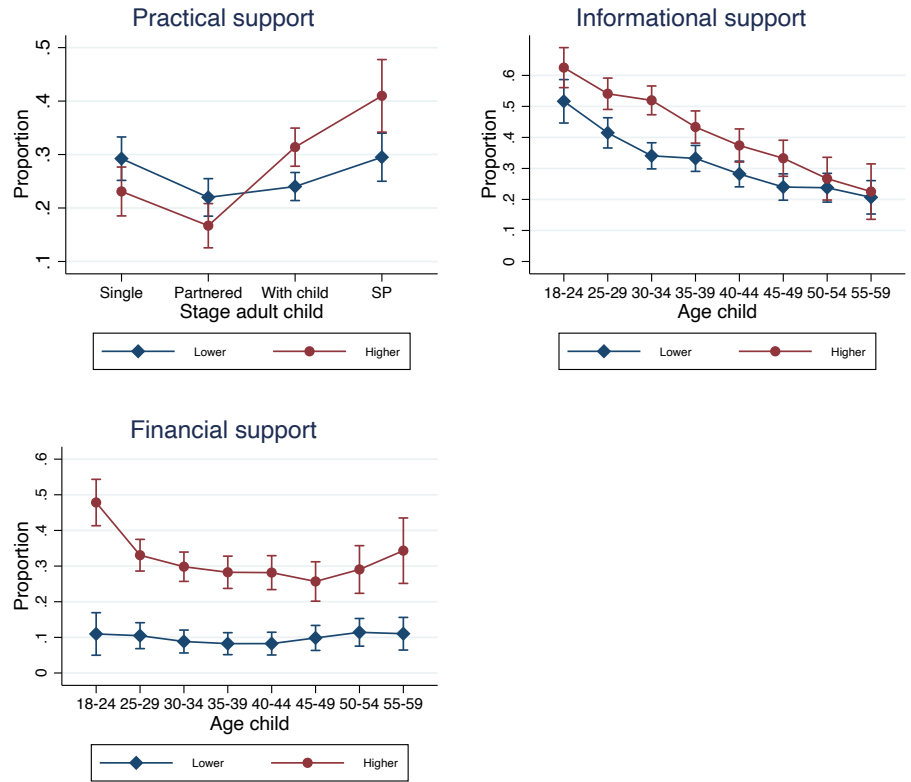 Practical support
Proportion
.5
.4
.3
.2
.1
Single Partnered With child SP
Stage adult child
Lower Higher
Informational support
Proportion
.6
.5
.4
.3
.2
.1
0
18-24 25-29 30-34 35-39 40-44 45-49 50-54 55-59
Age child
Lower Higher
Financial support
Proportion
.6
.5
.4
.3
.2
.1
0
18-24 25-29 30-34 35-39 40-44 45-49 50-54 55-59
Age child
Lower Higher